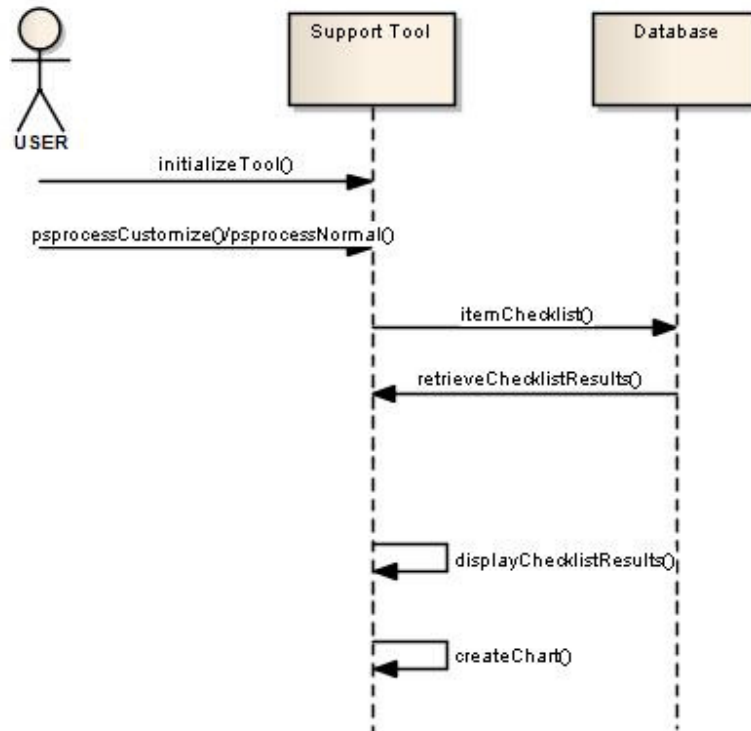 Support Tool
Database
USER
initializeTool()
psprocessCustomize()/psprocessNormal()
itemChecklist()
retrieveChecklistResults()
displayChecklistResults()
createChart()